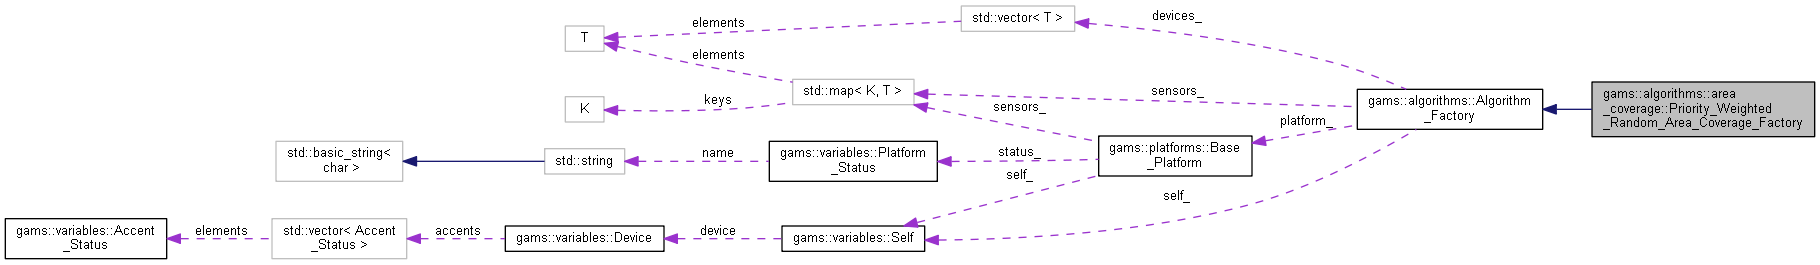 elements
std::vector< T >
devices_
T
elements
keys
K
std::map< K, T >
sensors_
sensors_
gams::algorithms::Algorithm
_Factory
gams::algorithms::area
_coverage::Priority_Weighted
_Random_Area_Coverage_Factory
platform_
std::basic_string<
char >
std::string
name
gams::variables::Platform
_Status
status_
gams::platforms::Base
_Platform
self_
self_
gams::variables::Accent
_Status
elements
std::vector< Accent
_Status >
accents
gams::variables::Device
device
gams::variables::Self